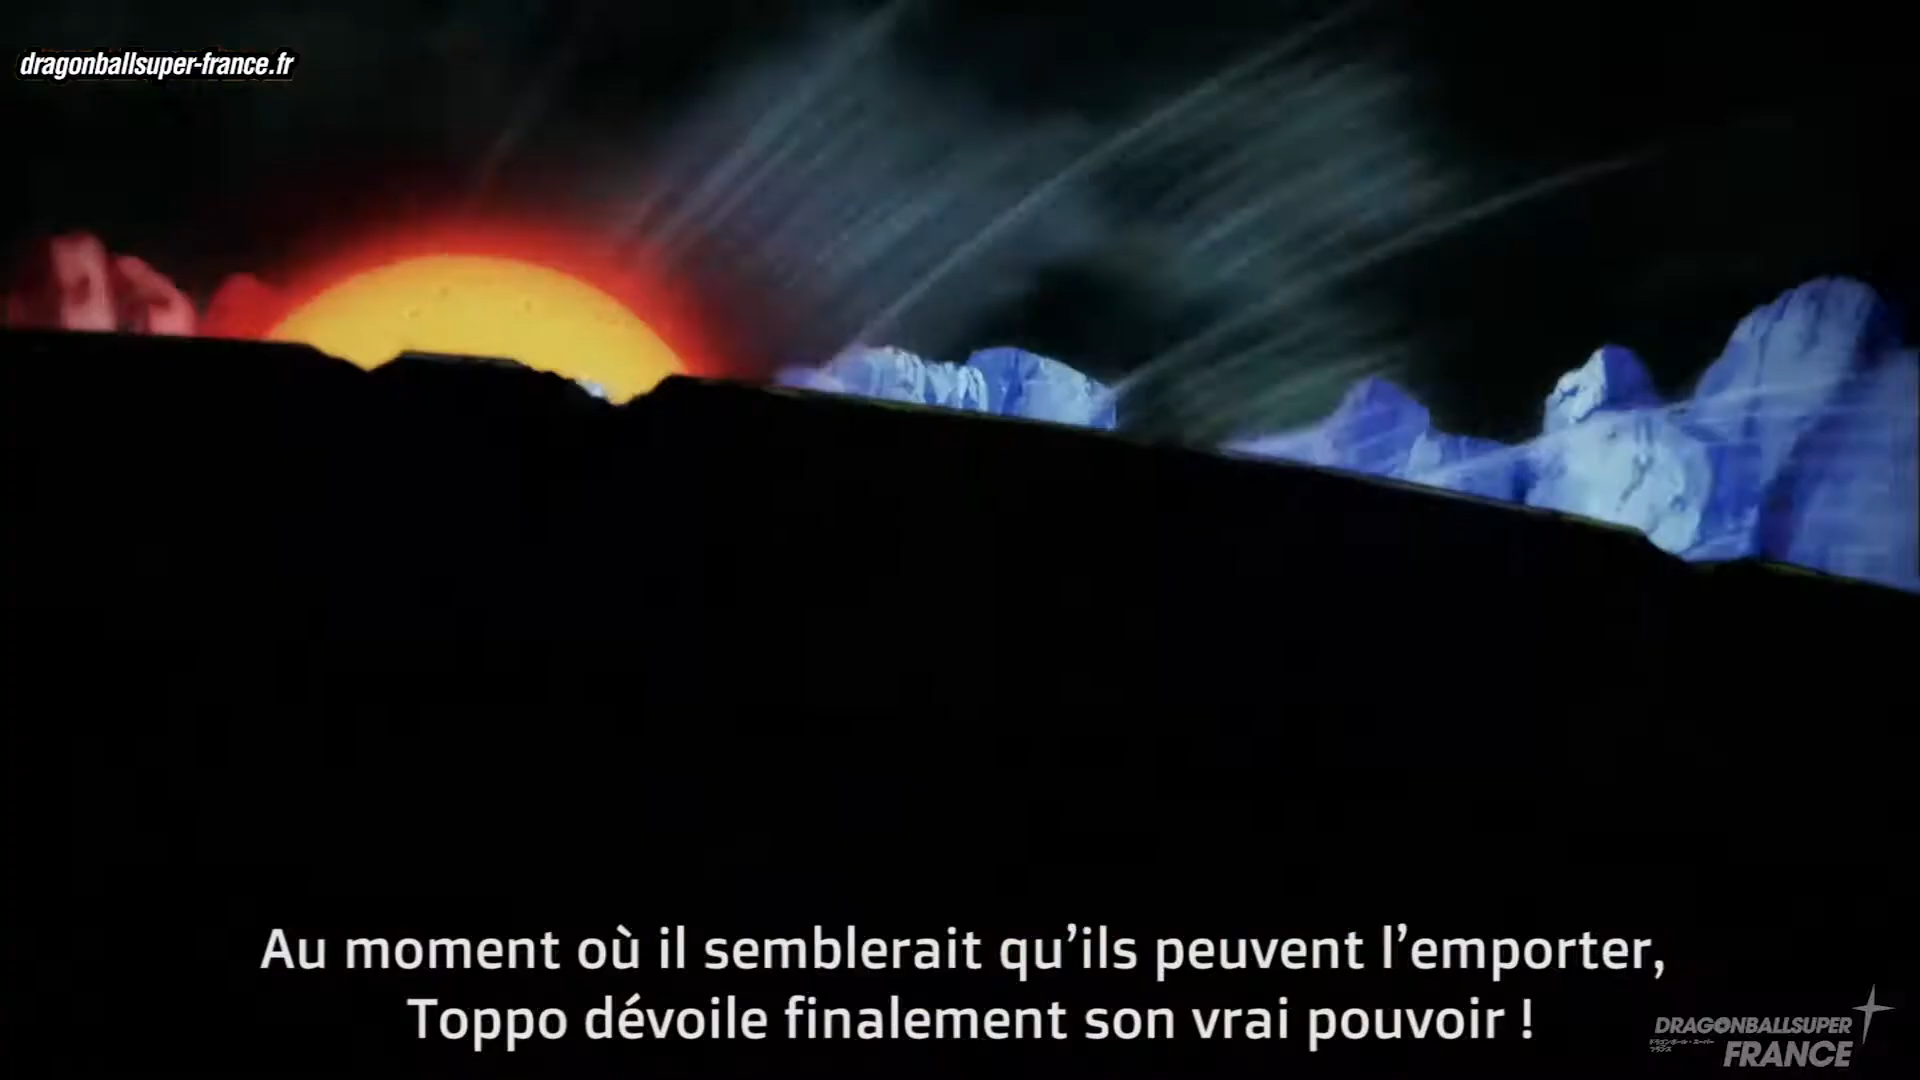 dragonballsuper-france.fr
Au moment où il semblerait qu’ils peuvent l’emporter,
Toppo dévoile finalement son vrai pouvoir !
DRAGONBALLSUPER
FRANCE